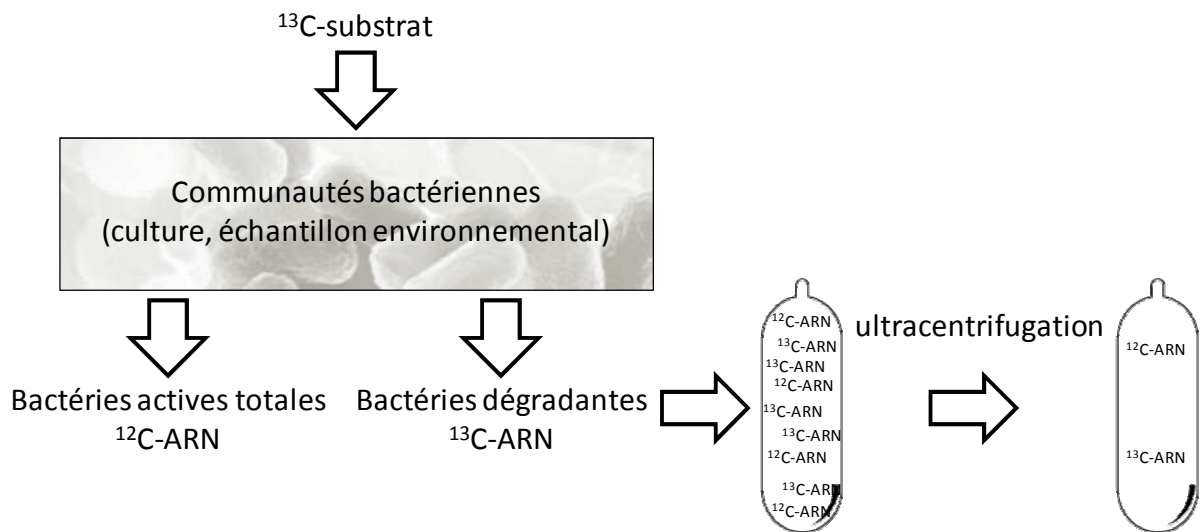 ¹³C-substrat
Communautés bactériennes
(culture, échantillon environnemental)
Bactéries actives totales
¹²C-ARN
Bactéries dégradantes
¹³C-ARN
¹²C-ARN
¹³C-ARN
¹³C-ARN
¹²C-ARN
¹³C-ARN
¹³C-ARN
¹²C-ARN
¹³C-ARN
¹²C-ARN
ultracentrifugation
¹²C-ARN
¹³C-ARN